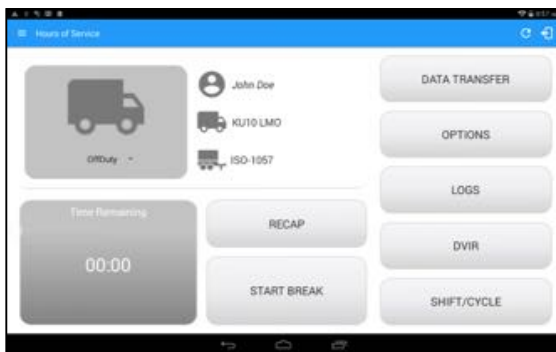 Hours of Service
John Doe
KU10 LMO
OffDuty
ISO-1057
Time Remaining
00:00
RECAP
START BREAK
DATA TRANSFER
OPTIONS
LOGS
DVIR
SHIFT/CYCLE